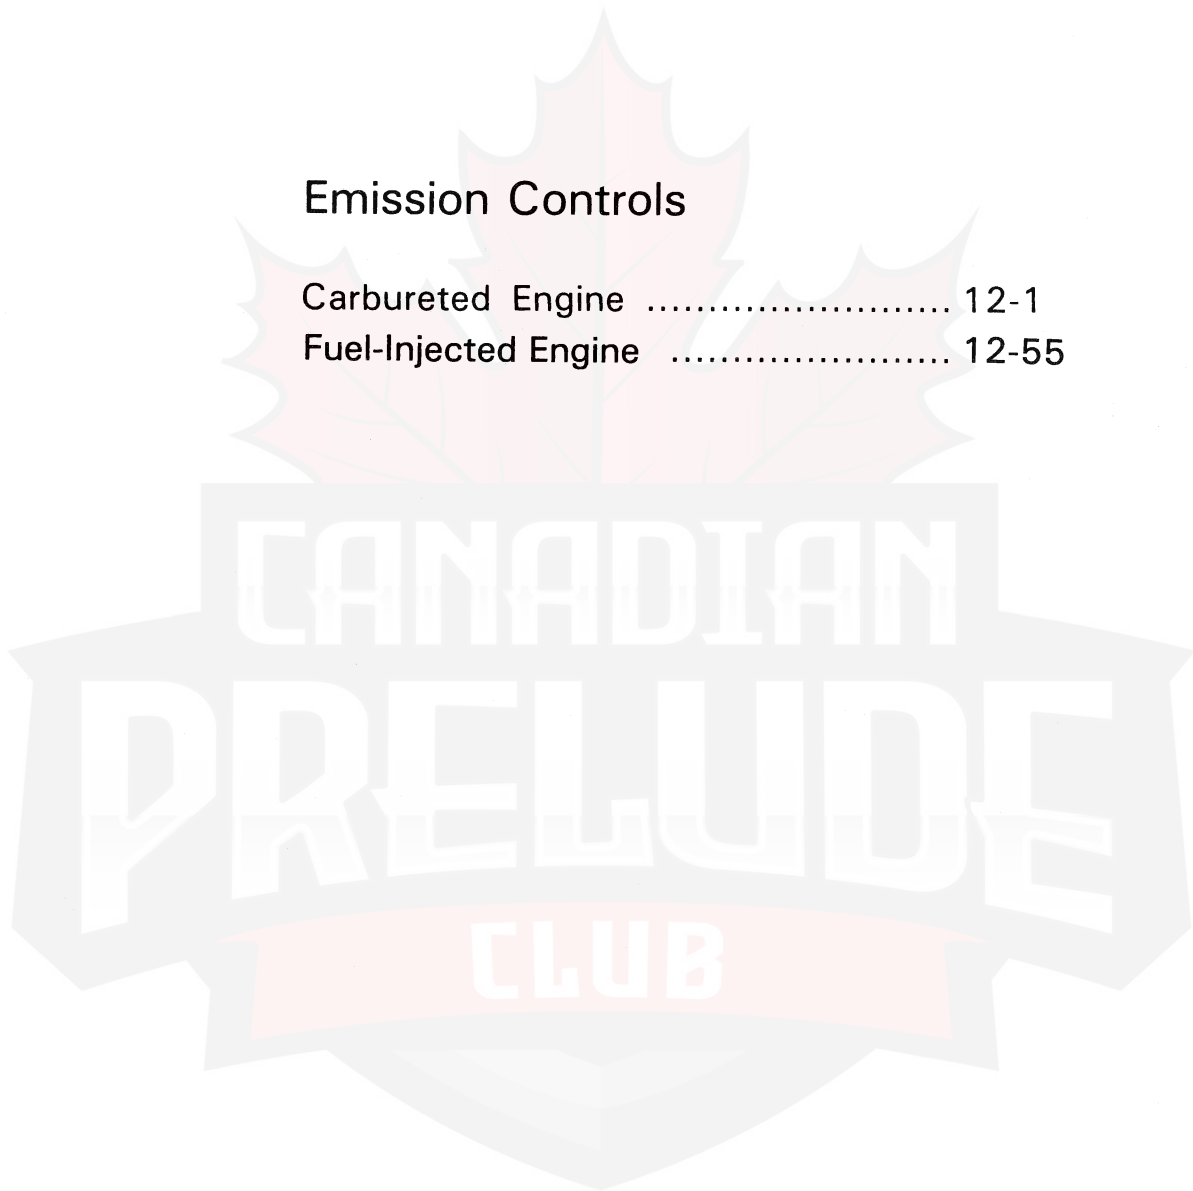 Emission Controls
Carbureted Engine ........................ 12-1
Fuel-Injected Engine ....................... 12-55
CANADIAN
PRELUDE
CLUB